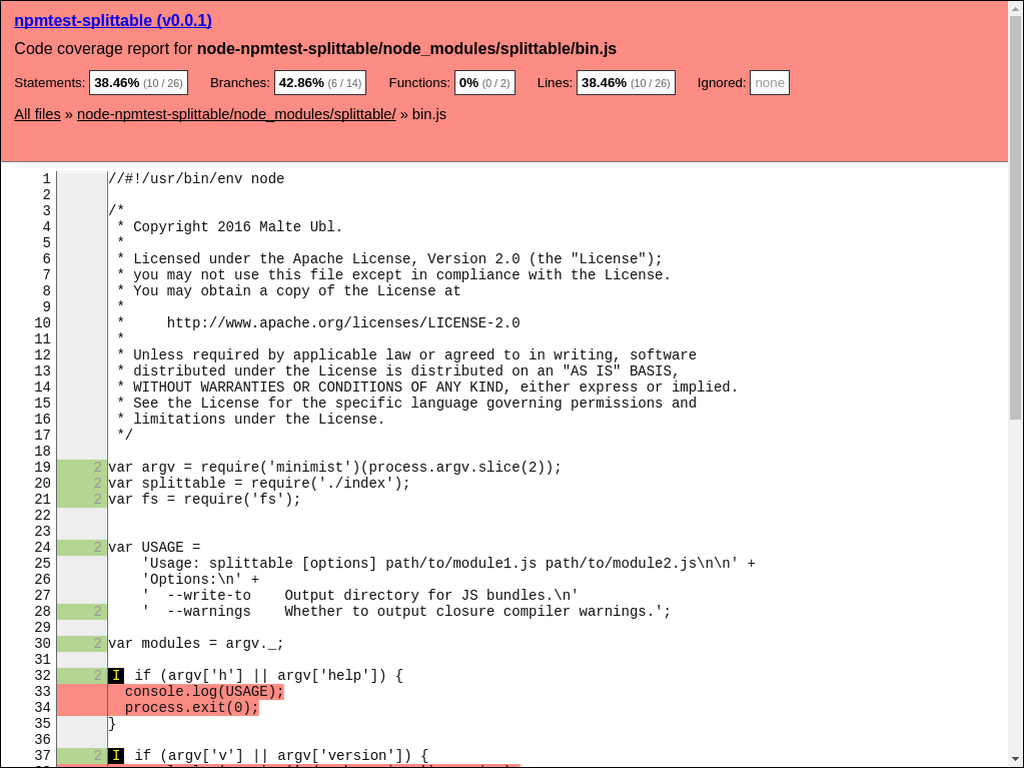 npmtest-splittable (v0.0.1)
Code coverage report for node-npmtest-splittable/node_modules/splittable/bin.js
Statements: 38.46% (10 / 26) Branches: 42.86% (6 / 14) Functions: 0% (0 / 2) Lines: 38.46% (10 / 26) Ignored: none
All files » node-npmtest-splittable/node_modules/splittable/ » bin.js
1 //#!/usr/bin/env node
2
3 /*
4  * Copyright 2016 Malte Ubl.
5  *
6  * Licensed under the Apache License, Version 2.0 (the "License");
7  * you may not use this file except in compliance with the License.
8  * You may obtain a copy of the License at
9  *
10  *     http://www.apache.org/licenses/LICENSE-2.0
11  *
12  * Unless required by applicable law or agreed to in writing, software
13  * distributed under the License is distributed on an "AS IS" BASIS,
14  * WITHOUT WARRANTIES OR CONDITIONS OF ANY KIND, either express or implied.
15  * See the License for the specific language governing permissions and
16  * limitations under the License.
17  */
18
19 2 var argv = require('minimist')(process.argv.slice(2));
20 2 var splittable = require('./index');
21 2 var fs = require('fs');
22
23
24 2 var USAGE =
25     'Usage: splittable [options] path/to/module1.js path/to/module2.js\n\n' +
26     'Options:\n' +
27     '  --write-to    Output directory for JS bundles.\n'
28 2     '  --warnings    Whether to output closure compiler warnings.';
29
30 2 var modules = argv._;
31
32 2 I if (argv['h'] || argv['help']) {
33   console.log(USAGE);
34   process.exit(0);
35 }
36
37 2 I if (argv['v'] || argv['version']) {